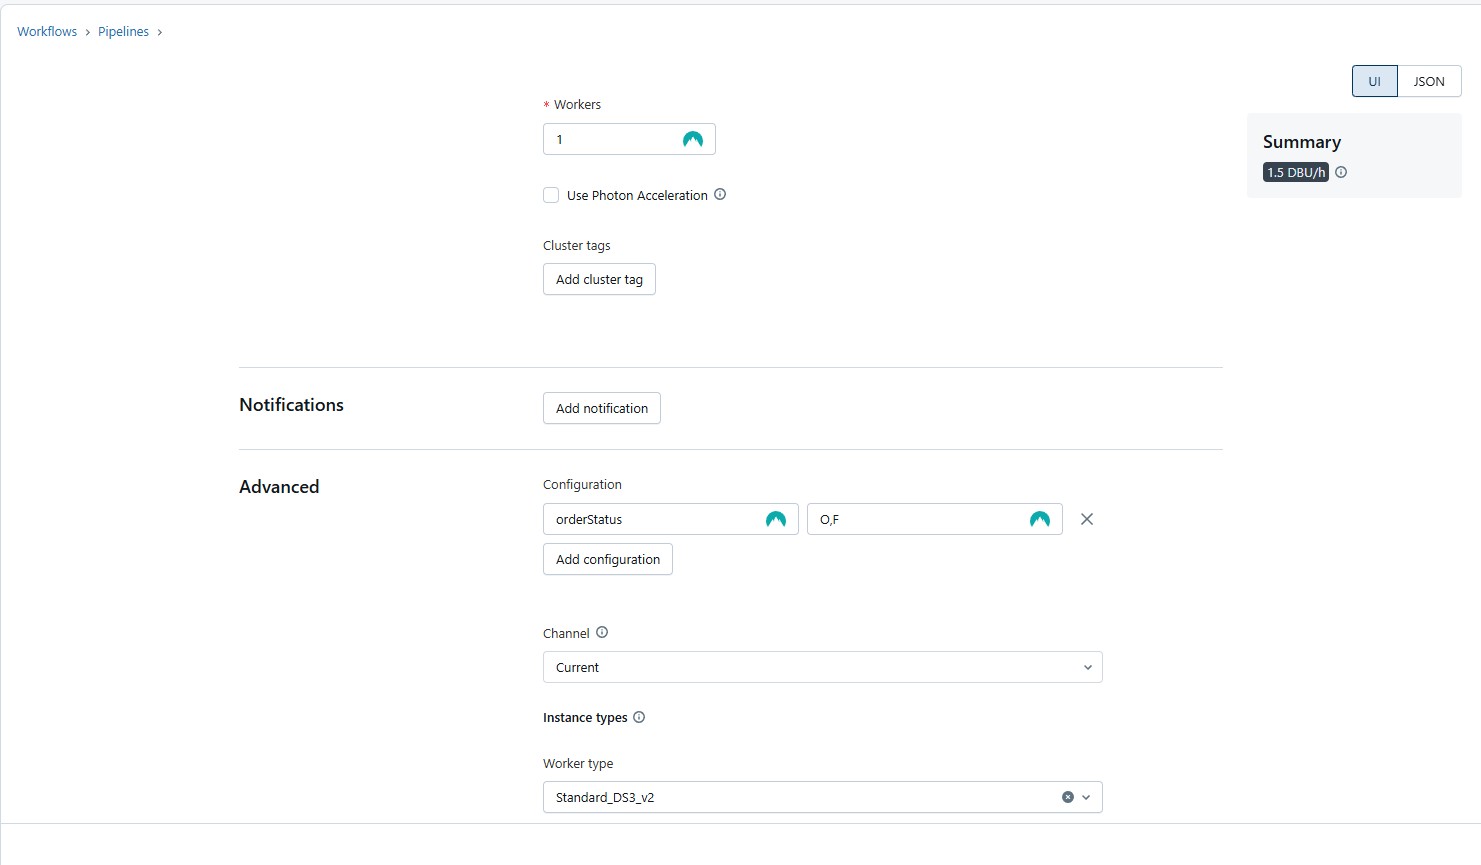 Workflows > Pipelines >
UI JSON
* Workers
1
Summary
1.5 DBU/h
Use Photon Acceleration
Cluster tags
Add cluster tag
Notifications
Add notification
Advanced
Configuration
orderStatus O,F
Add configuration
Channel
Current
Instance types
Worker type
Standard_DS3_v2